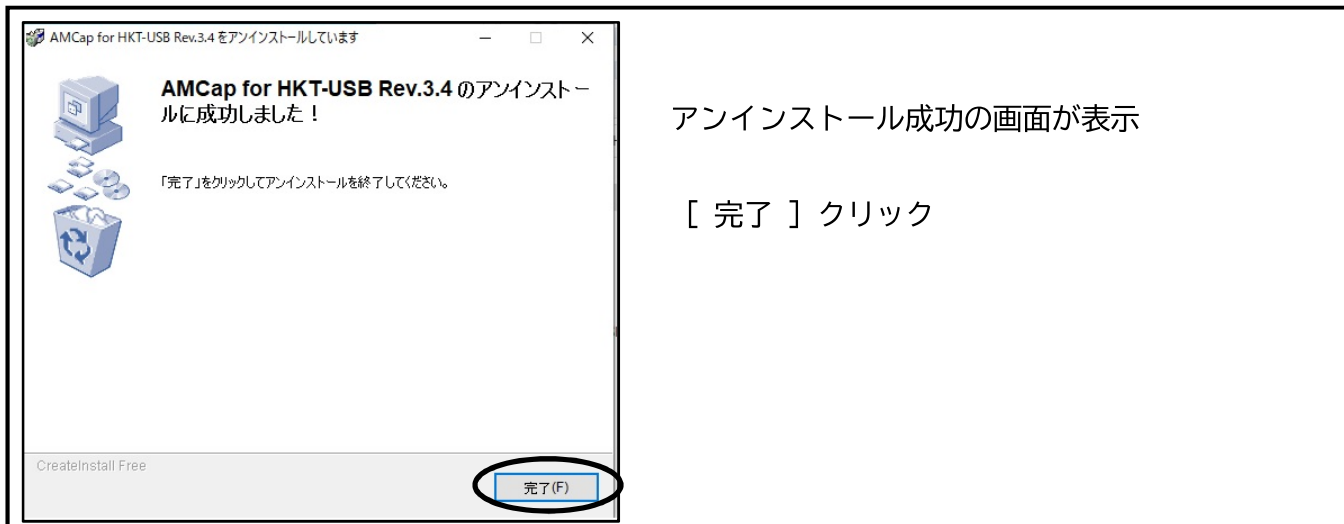 AMCap for HKT-USB Rev.3.4 をアンインストールしています
AMCap for HKT-USB Rev.3.4 のアンインストー
ルに成功しました！
「完了」をクリックしてアンインストールを終了してください。
CreateInstall Free
完了(F)
アンインストール成功の画面が表示
［ 完了 ］クリック